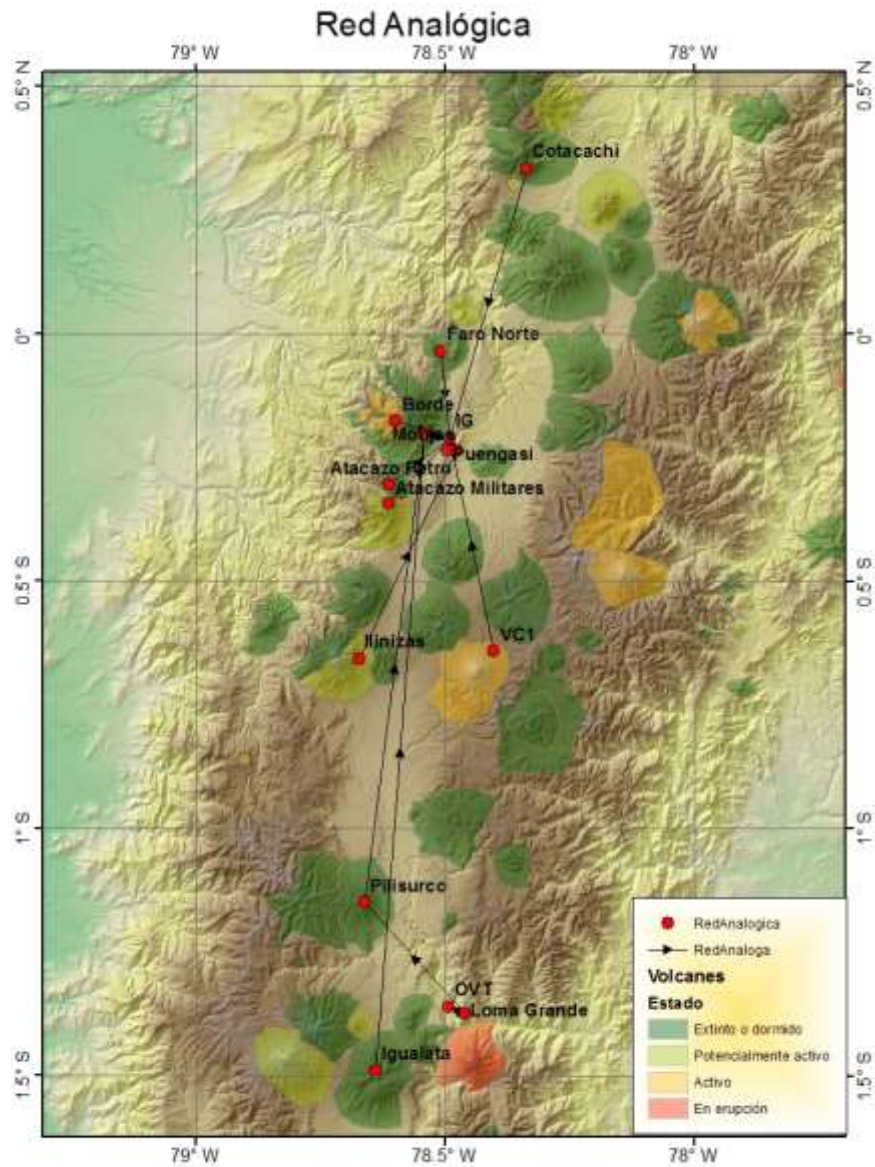 Red Analógica
79° W
78.5° W
78° W
0.5° N
0.5° N
Cotacachi
0°
0°
Faro Norte
Borde
IG
Puengasi
Atacazo Retro
Atacazo Militares
0.5° S
0.5° S
Ilinizas
VC1
1° S
1° S
Pilisurco
OVT
Loma Grande
Igualata
1.5° S
1.5° S
RedAnalogica
RedAnaloga
Volcanes
Estado
Extinto o dormido
Potencialmente activo
Activo
En erupción
79° W
78.5° W
78° W